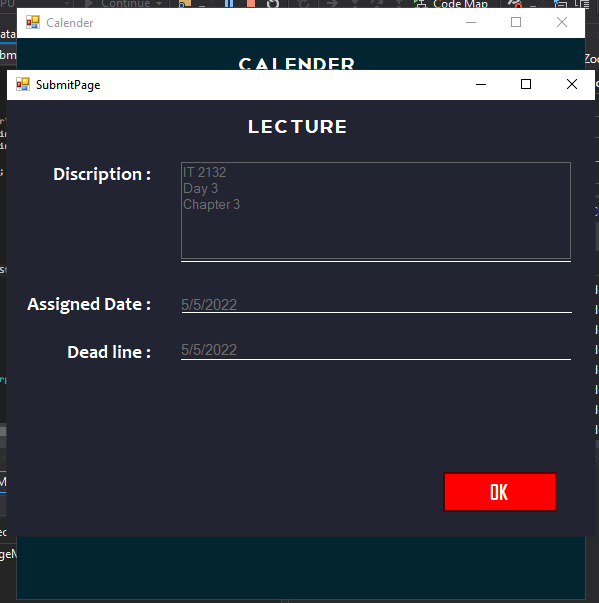 Continue
Code Map
Calender
CALENDER
SubmitPage
LECTURE
Discription :
IT 2132
Day 3
Chapter 3
Assigned Date :
5/5/2022
Dead line :
5/5/2022
OK